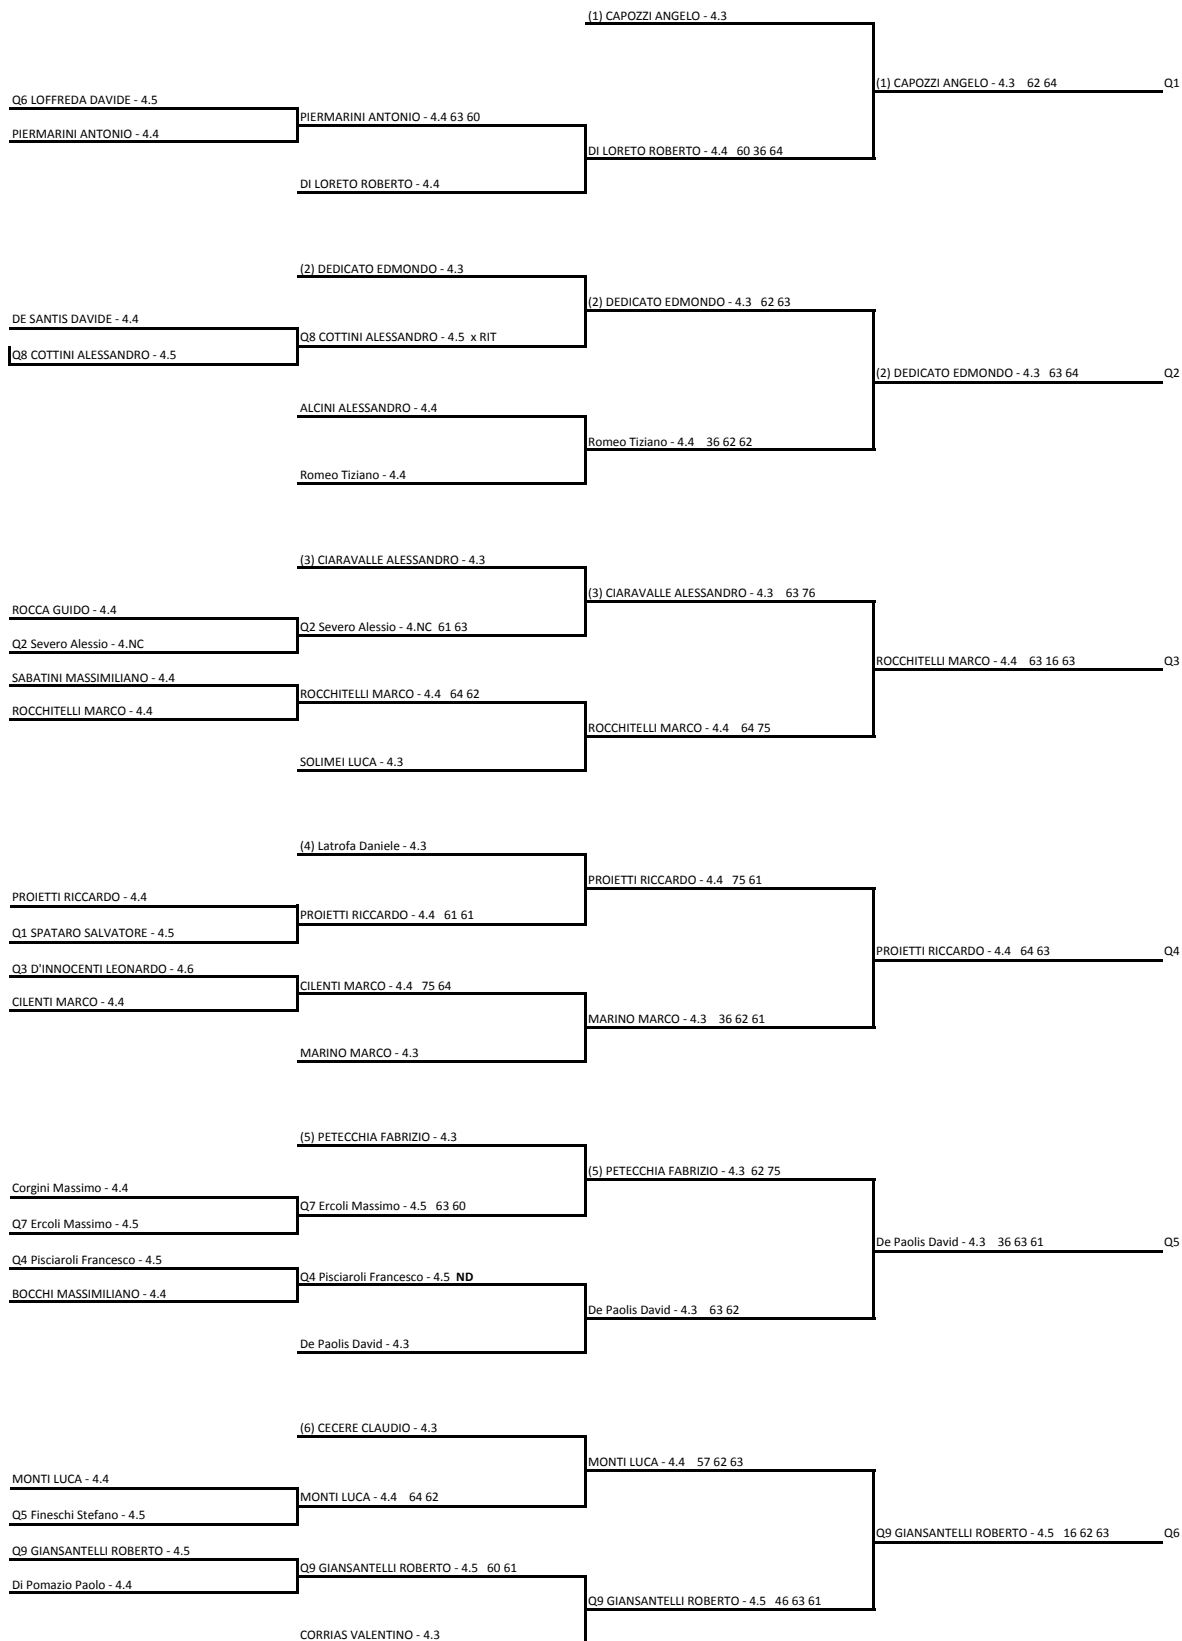 (1) CAPOZZI ANGELO - 4.3
(1) CAPOZZI ANGELO - 4.3 62 64 Q1
Q6 LOFFREDA DAVIDE - 4.5
PIERMARINI ANTONIO - 4.4 63 60
PIERMARINI ANTONIO - 4.4
DI LORETO ROBERTO - 4.4 60 36 64
DI LORETO ROBERTO - 4.4
(2) DEDICATO EDMONDO - 4.3
(2) DEDICATO EDMONDO - 4.3 62 63
DE SANTIS DAVIDE - 4.4
Q8 COTTINI ALESSANDRO - 4.5 x RIT
Q8 COTTINI ALESSANDRO - 4.5
(2) DEDICATO EDMONDO - 4.3 63 64 Q2
ALCINI ALESSANDRO - 4.4
Romeo Tiziano - 4.4 36 62 62
Romeo Tiziano - 4.4
(3) CIARAVALLE ALESSANDRO - 4.3
(3) CIARAVALLE ALESSANDRO - 4.3 63 76
ROCCA GUIDO - 4.4
Q2 Severo Alessio - 4.NC 61 63
Q2 Severo Alessio - 4.NC
ROCCHITELLI MARCO - 4.4 63 16 63 Q3
SABATINI MASSIMILIANO - 4.4
ROCCHITELLI MARCO - 4.4 64 62
ROCCHITELLI MARCO - 4.4
ROCCHITELLI MARCO - 4.4 64 75
SOLIMEI LUCA - 4.3
(4) Latrofa Daniele - 4.3
PROIETTI RICCARDO - 4.4 75 61
PROIETTI RICCARDO - 4.4
PROIETTI RICCARDO - 4.4 61 61
Q1 SPATARO SALVATORE - 4.5
PROIETTI RICCARDO - 4.4 64 63 Q4
Q3 D'INNOCENTI LEONARDO - 4.6
CILENTI MARCO - 4.4 75 64
CILENTI MARCO - 4.4
MARINO MARCO - 4.3 36 62 61
MARINO MARCO - 4.3
(5) PETECCHIA FABRIZIO - 4.3
(5) PETECCHIA FABRIZIO - 4.3 62 75
Corgini Massimo - 4.4
Q7 Ercoli Massimo - 4.5 63 60
Q7 Ercoli Massimo - 4.5
De Paolis David - 4.3 36 63 61 Q5
Q4 Pisciaroli Francesco - 4.5
Q4 Pisciaroli Francesco - 4.5 ND
BOCCHI MASSIMILIANO - 4.4
De Paolis David - 4.3 63 62
De Paolis David - 4.3
(6) CECERE CLAUDIO - 4.3
MONTI LUCA - 4.4 57 62 63
MONTI LUCA - 4.4
MONTI LUCA - 4.4 64 62
Q5 Fineschi Stefano - 4.5
Q9 GIANSANTELLI ROBERTO - 4.5 16 62 63 Q6
Q9 GIANSANTELLI ROBERTO - 4.5
Q9 GIANSANTELLI ROBERTO - 4.5 60 61
Di Pomazio Paolo - 4.4
Q9 GIANSANTELLI ROBERTO - 4.5 46 63 61
CORRIAS VALENTINO - 4.3